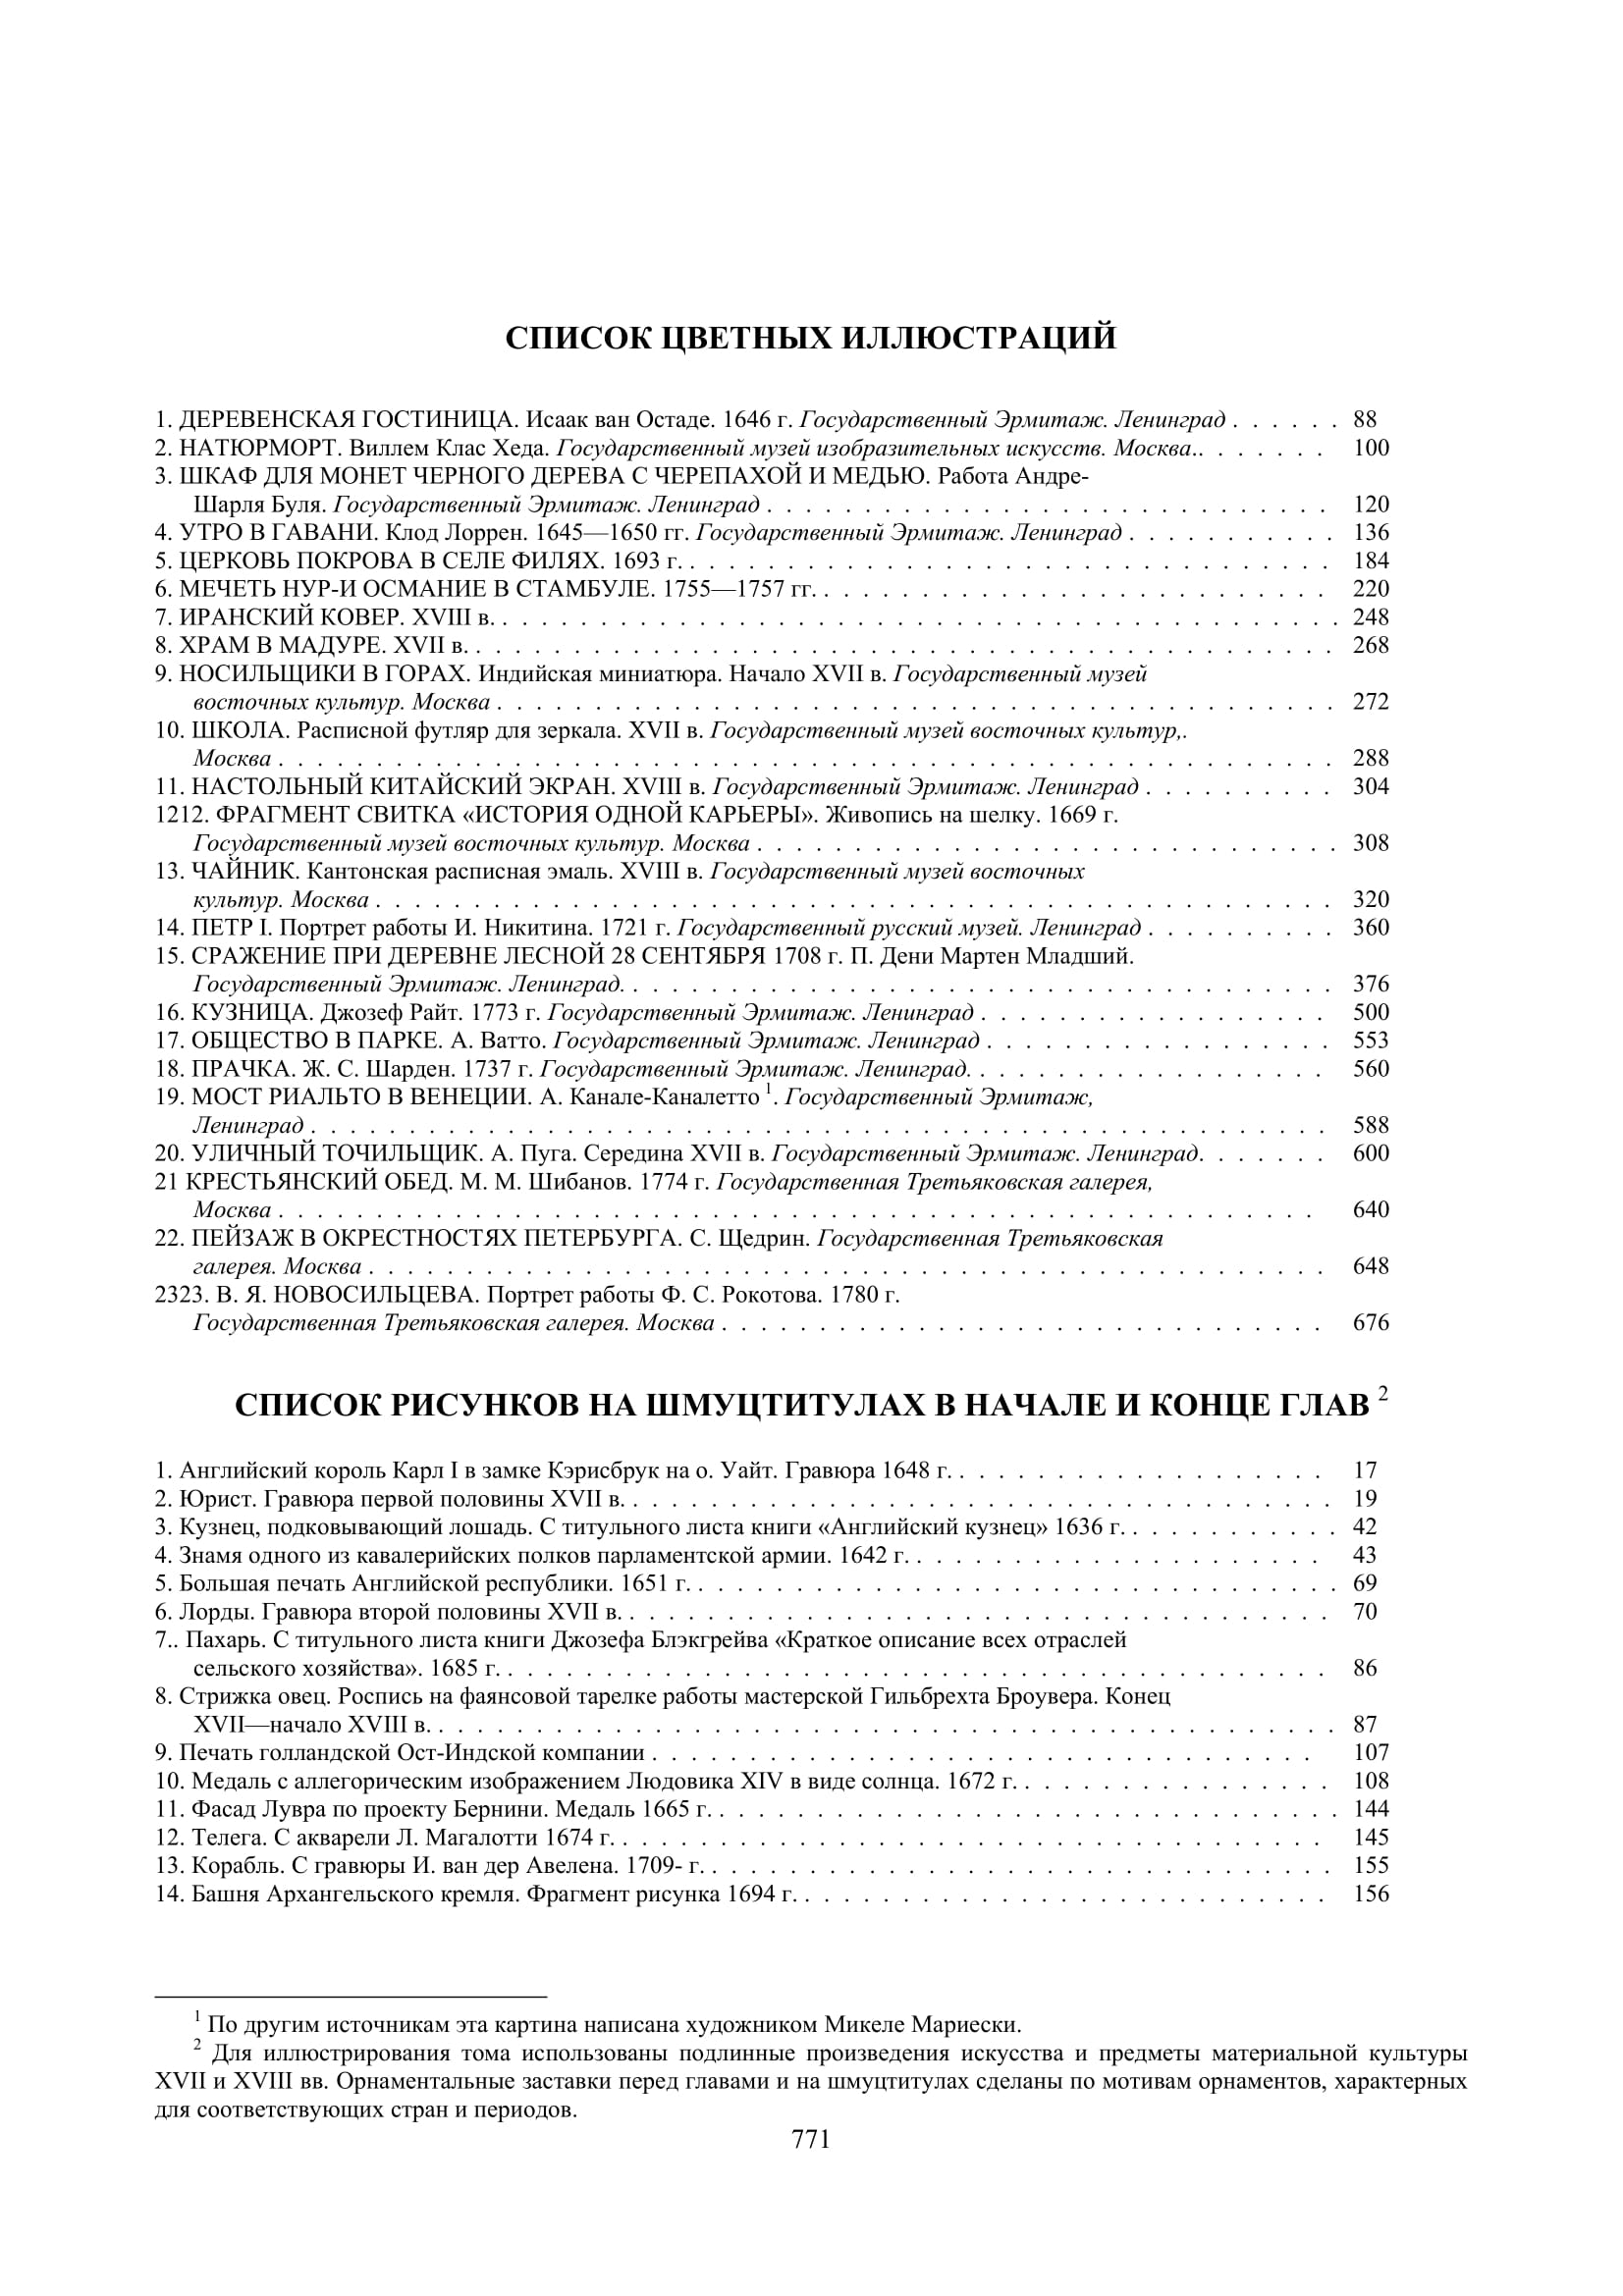 СПИСОК ЦВЕТНЫХ ИЛЛЮСТРАЦИЙ
1. ДЕРЕВЕНСКАЯ ГОСТИНИЦА. Исаак ван Остаде. 1646 г. Государственный Эрмитаж. Ленинград . . . . . . 88
2. НАТЮРМОРТ. Виллем Клас Хеда. Государственный музей изобразительных искусств. Москва.. . . . . . . 100
3. ШКАФ ДЛЯ МОНЕТ ЧЕРНОГО ДЕРЕВА С ЧЕРЕПАХОЙ И МЕДЬЮ. Работа Андре-
Шарля Буля. Государственный Эрмитаж. Ленинград . . . . . . . . . . 120
4. УТРО В ГАВАНИ. Клод Лоррен. 1645—1650 гг. Государственный Эрмитаж. Ленинград . . . . . . . . . . . 136
5. ЦЕРКОВЬ ПОКРОВА В СЕЛЕ ФИЛЯХ. 1693 г. . . . . . . . . . . 184
6. МЕЧЕТЬ НУР-И ОСМАНИЕ В СТАМБУЛЕ. 1755—1757 гг. . . . . . . . . . . 220
7. ИРАНСКИЙ КОВЕР. XVIII в. . . . . . . . . . . 248
8. ХРАМ В МАДУРЕ. XVII в. . . . . . . . . . . 268
9. НОСИЛЬЩИКИ В ГОРАХ. Индийская миниатюра. Начало XVII в. Государственный музей
восточных культур. Москва . . . . . . . . . . 272
10. ШКОЛА. Расписной футляр для зеркала. XVII в. Государственный музей восточных культур,.
Москва . . . . . . . . . . 288
11. НАСТОЛЬНЫЙ КИТАЙСКИЙ ЭКРАН. XVIII в. Государственный Эрмитаж. Ленинград . . . . . . . . . . 304
1212. ФРАГМЕНТ СВИТКА «ИСТОРИЯ ОДНОЙ КАРЬЕРЫ». Живопись на шелку. 1669 г.
Государственный музей восточных культур. Москва . . . . . . . . . . 308
13. ЧАЙНИК. Кантонская расписная эмаль. XVIII в. Государственный музей восточных
культур. Москва . . . . . . . . . . 320
14. ПЕТР I. Портрет работы И. Никитина. 1721 г. Государственный русский музей. Ленинград . . . . . . . . . . 360
15. СРАЖЕНИЕ ПРИ ДЕРЕВНЕ ЛЕСНОЙ 28 СЕНТЯБРЯ 1708 г. П. Дени Мартен Младший.
Государственный Эрмитаж. Ленинград. . . . . . . . . . . 376
16. КУЗНИЦА. Джозеф Райт. 1773 г. Государственный Эрмитаж. Ленинград . . . . . . . . . . 500
17. ОБЩЕСТВО В ПАРКЕ. А. Ватто. Государственный Эрмитаж. Ленинград . . . . . . . . . . 553
18. ПРАЧКА. Ж. С. Шарден. 1737 г. Государственный Эрмитаж. Ленинград. . . . . . . . . . . 560
19. МОСТ РИАЛЬТО В ВЕНЕЦИИ. А. Канале-Каналетто 1. Государственный Эрмитаж,
Ленинград . . . . . . . . . . 588
20. УЛИЧНЫЙ ТОЧИЛЬЩИК. А. Пуга. Середина XVII в. Государственный Эрмитаж. Ленинград. . . . . . . 600
21 КРЕСТЬЯНСКИЙ ОБЕД. М. М. Шибанов. 1774 г. Государственная Третьяковская галерея,
Москва . . . . . . . . . . 640
22. ПЕЙЗАЖ В ОКРЕСТНОСТЯХ ПЕТЕРБУРГА. С. Щедрин. Государственная Третьяковская
галерея. Москва . . . . . . . . . . 648
2323. В. Я. НОВОСИЛЬЦЕВА. Портрет работы Ф. С. Рокотова. 1780 г.
Государственная Третьяковская галерея. Москва . . . . . . . . . . 676
СПИСОК РИСУНКОВ НА ШМУЦТИТУЛАХ В НАЧАЛЕ И КОНЦЕ ГЛАВ 2
1. Английский король Карл I в замке Кэрисбрук на о. Уайт. Гравюра 1648 г. . . . . . . . . . . 17
2. Юрист. Гравюра первой половины XVII в. . . . . . . . . . . 19
3. Кузнец, подковывающий лошадь. С титульного листа книги «Английский кузнец» 1636 г. . . . . . . . . . . . 42
4. Знамя одного из кавалерийских полков парламентской армии. 1642 г. . . . . . . . . . . 43
5. Большая печать Английской республики. 1651 г. . . . . . . . . . . 69
6. Лорды. Гравюра второй половины XVII в. . . . . . . . . . . 70
7.. Пахарь. С титульного листа книги Джозефа Блэкгрейва «Краткое описание всех отраслей
сельского хозяйства». 1685 г. . . . . . . . . . . 86
8. Стрижка овец. Роспись на фаянсовой тарелке работы мастерской Гильбрехта Броувера. Конец
XVII—начало XVIII в. . . . . . . . . . . 87
9. Печать голландской Ост-Индской компании . . . . . . . . . . 107
10. Медаль с аллегорическим изображением Людовика XIV в виде солнца. 1672 г. . . . . . . . . . . 108
11. Фасад Лувра по проекту Бернини. Медаль 1665 г. . . . . . . . . . . 144
12. Телега. С акварели Л. Магалотти 1674 г. . . . . . . . . . . 145
13. Корабль. С гравюры И. ван дер Авелена. 1709- г. . . . . . . . . . . 155
14. Башня Архангельского кремля. Фрагмент рисунка 1694 г. . . . . . . . . . . 156
1 По другим источникам эта картина написана художником Микеле Мариески.
2 Для иллюстрирования тома использованы подлинные произведения искусства и предметы материальной культуры
XVII и XVIII вв. Орнаментальные заставки перед главами и на шмуцтитулах сделаны по мотивам орнаментов, характерных
для соответствующих стран и периодов.
771